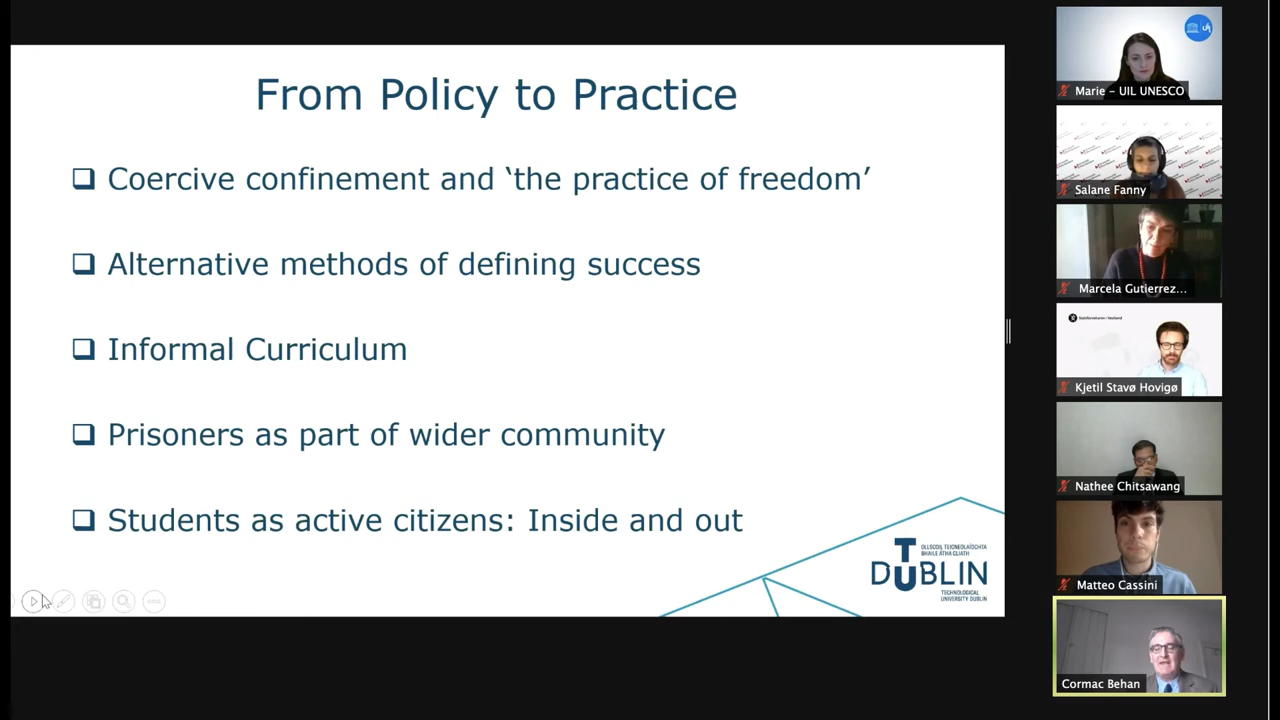 From Policy to Practice
Coercive confinement and ‘the practice of freedom’
Alternative methods of defining success
Informal Curriculum
Prisoners as part of wider community
Students as active citizens: Inside and out
OLLSCOIL TEICNEOLAÍOCHTA
BHAILE ÁTHA CLIATH
TU DUBLIN
TECHNOLOGICAL
UNIVERSITY DUBLIN
Marie – UIL UNESCO
Salane Fanny
Marcela Gutierrez...
Kjetil Stavø Hovigø
Nathee Chitsawang
Matteo Cassini
Cormac Behan